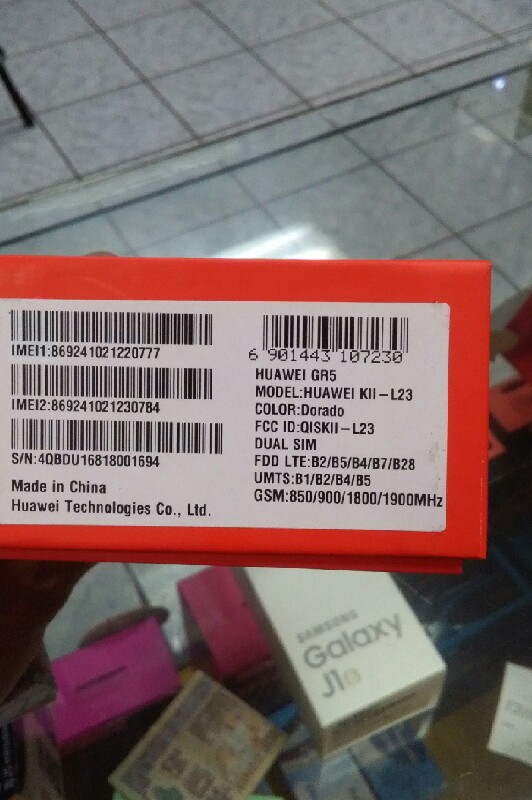 IMEI1:869241021220777
IMEI2:869241021230784
S/N:4QBDU16818001694
Made in China
Huawei Technologies Co., Ltd.
6 901443 107230
HUAWEI GR5
MODEL:HUAWEI KII-L23
COLOR:Dorado
FCC ID:QISKII-L23
DUAL SIM
FDD LTE:B2/B5/B4/B7/B28
UMTS:B1/B2/B4/B5
GSM:850/900/1800/1900MHz
SAMSUNG
Galaxy
J1